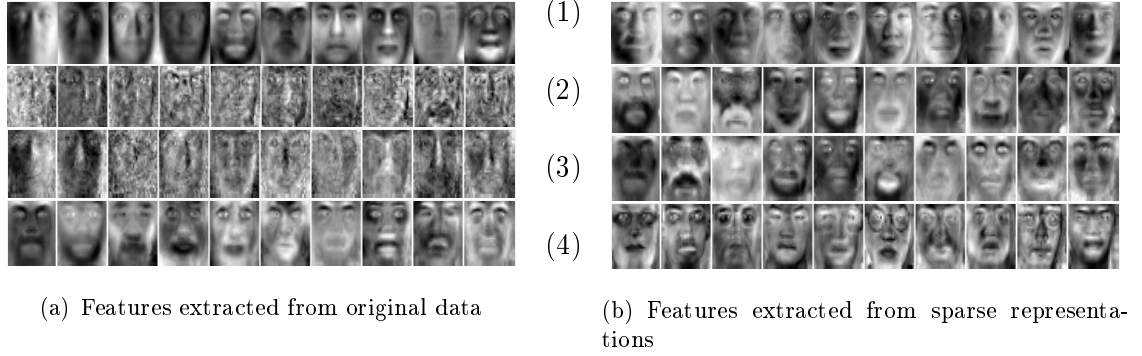 (1)
(2)
(3)
(4)
(a) Features extracted from original data
(b) Features extracted from sparse representa-
tions